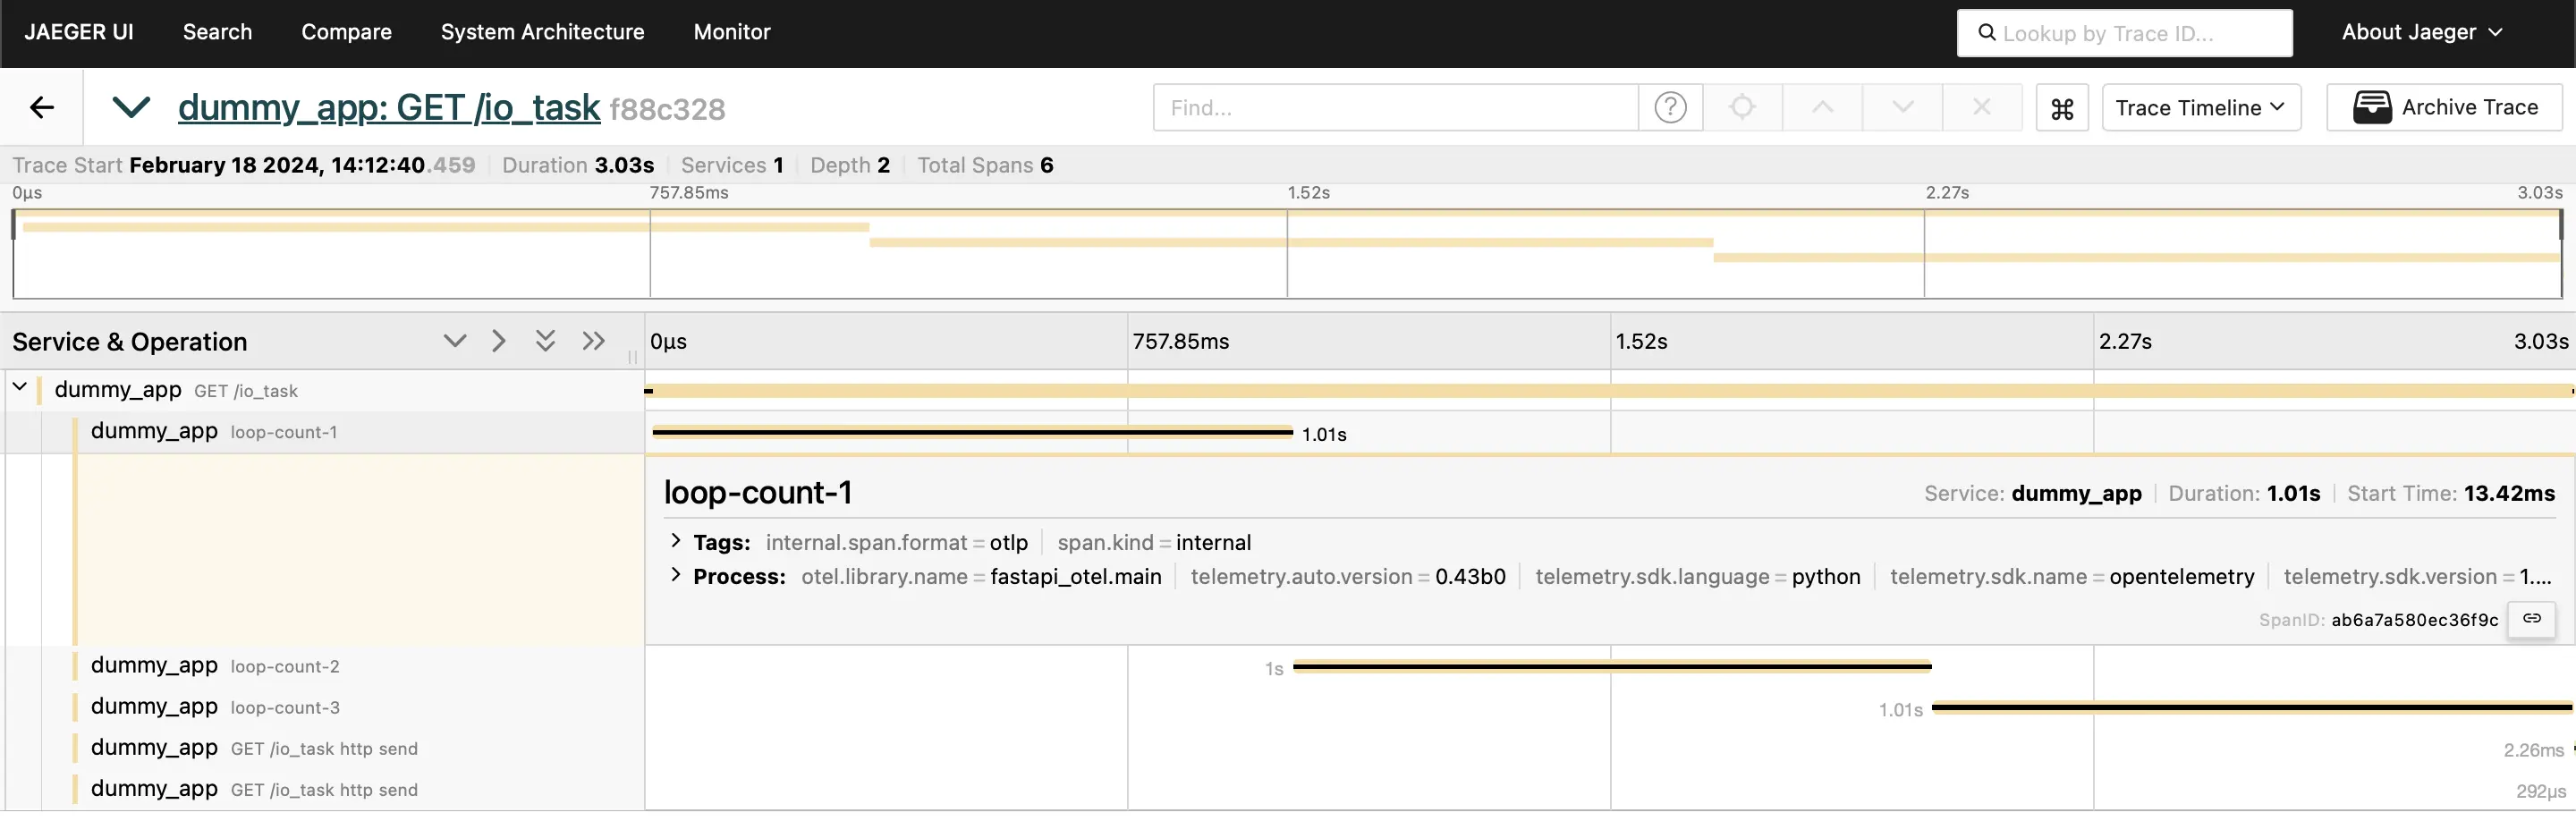 JAEGER UI Search Compare System Architecture Monitor Lookup by Trace ID... About Jaeger
dummy_app: GET /io_task f88c328 Find... Trace Timeline Archive Trace
Trace Start February 18 2024, 14:12:40.459 Duration 3.03s Services 1 Depth 2 Total Spans 6
0μs 757.85ms 1.52s 2.27s 3.03s
Service & Operation 0μs 757.85ms 1.52s 2.27s 3.03s
dummy_app GET /io_task
dummy_app loop-count-1 1.01s
loop-count-1 Service: dummy_app Duration: 1.01s Start Time: 13.42ms
Tags: internal.span.format = otlp span.kind = internal
Process: otel.library.name = fastapi_otel.main telemetry.auto.version = 0.43b0 telemetry.sdk.language = python telemetry.sdk.name = opentelemetry telemetry.sdk.version = 1....
SpanID: ab6a7a580ec36f9c
dummy_app loop-count-2 1s
dummy_app loop-count-3 1.01s
dummy_app GET /io_task http send 2.26ms
dummy_app GET /io_task http send 292μs